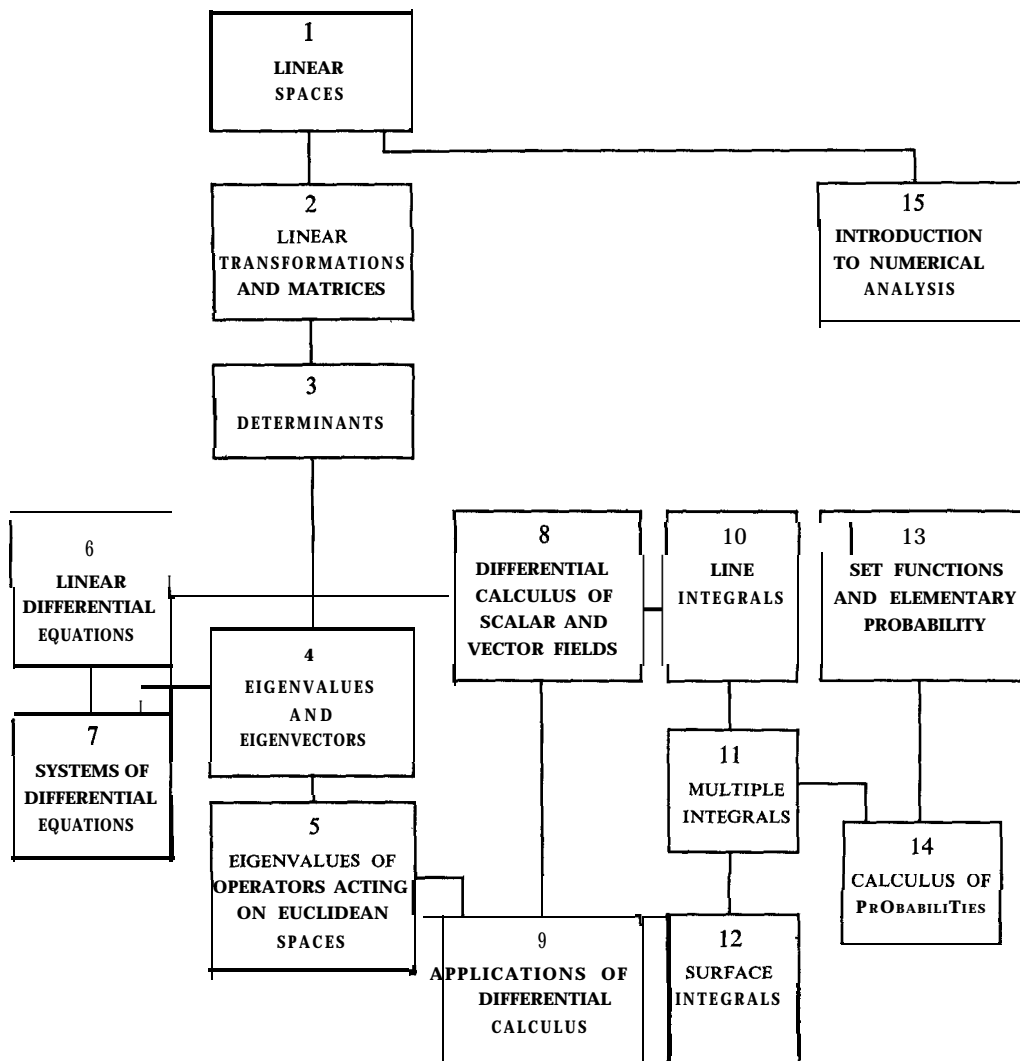 1
LINEAR
SPACES
2
LINEAR
TRANSFORMATIONS
AND MATRICES
15
INTRODUCTION
TO NUMERICAL
ANALYSIS
3
DETERMINANTS
6
LINEAR
DIFFERENTIAL
EQUATIONS
8
DIFFERENTIAL
CALCULUS OF
SCALAR AND
VECTOR FIELDS
10
LINE
INTEGRALS
13
SET FUNCTIONS
AND ELEMENTARY
PROBABILITY
4
EIGENVALUES
AND
EIGENVECTORS
7
SYSTEMS OF
DIFFERENTIAL
EQUATIONS
11
MULTIPLE
INTEGRALS
5
EIGENVALUES OF
OPERATORS ACTING
ON EUCLIDEAN
SPACES
14
CALCULUS OF
PrObabiliTies
9
APPLICATIONS OF
DIFFERENTIAL
CALCULUS
12
SURFACE
INTEGRALS